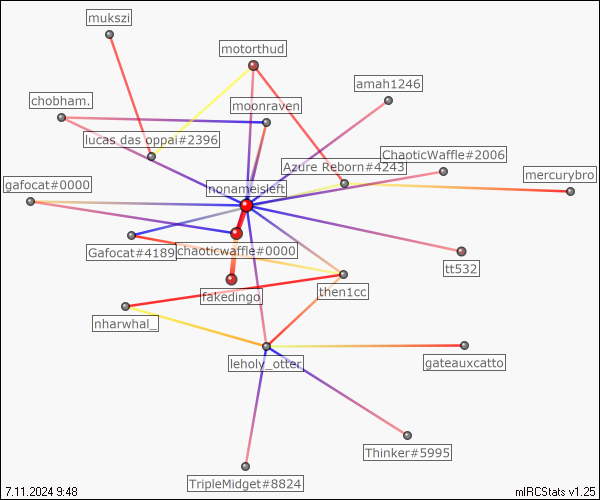 mukszi
motorthud
amah1246
chobham.
moonraven
lucas das oppai#2396
ChaoticWaffle#2006
Azure Reborn#4243
mercurybro
gafocat#0000
nonameisleft
Gafocat#4189
chaoticwaffle#0000
tt532
fakedingo
then1cc
nharwhal_
leholy_otter
gateauxcatto
Thinker#5995
TripleMidget#8824
7.11.2024 9:48
mIRCStats v1.25